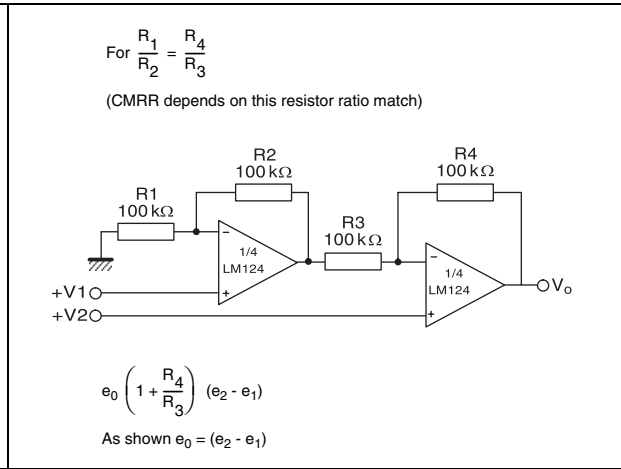 For R1/R2 = R4/R3
(CMRR depends on this resistor ratio match)
R2
100 kΩ
R4
100 kΩ
R1
100 kΩ
R3
100 kΩ
1/4
LM124
1/4
LM124
+V1
+V2
Vo
-
+
-
+
e0 (1 + R4/R3) (e2 - e1)
As shown e0 = (e2 - e1)